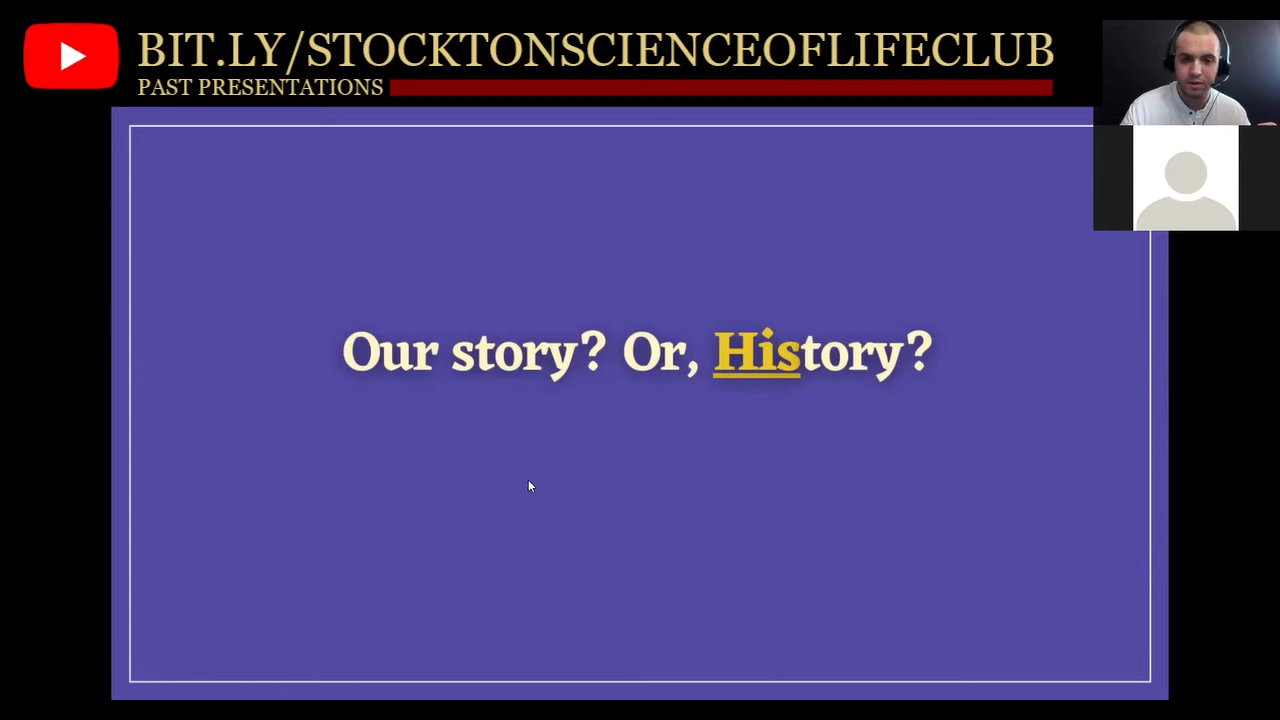 BIT.LY/STOCKTONSCIENCEOFLIFECLUB
PAST PRESENTATIONS
Our story? Or, History?